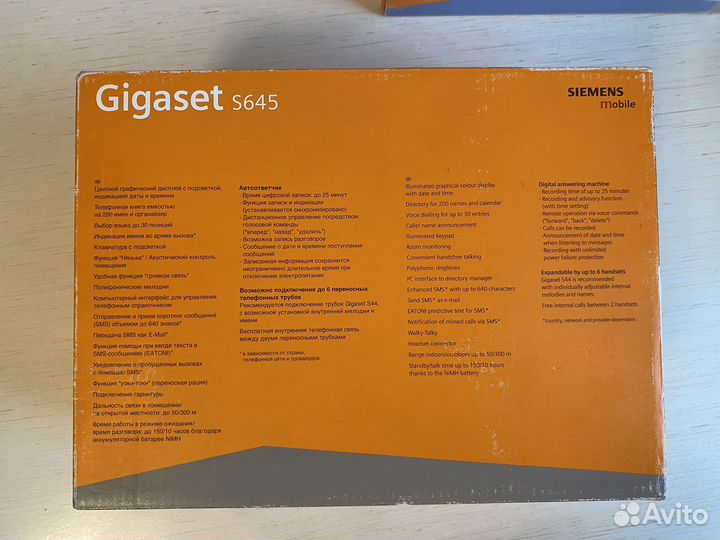 Gigaset S645
SIEMENS
mobile
Цветной графический дисплей с подсветкой,
индикацией даты и времени
Телефонная книга емкостью
на 200 имен и органайзер
Выбор языка до 30 позиций
Индикация имени во время вызова*
Клавиатура с подсветкой
Функция "Нянька" / Акустический контроль
помещения
Удобная функция "громкая связь"
Полифонические мелодии
Компьютерный интерфейс для управления
телефонным справочником
Отправление и прием коротких сообщений
(SMS) объемом до 640 знаков*
Передача SMS как E-Mail*
Функция помощи при вводе текста в
SMS-сообщениях (EATONI)*
Уведомление о пропущенных вызовах
с помощью SMS*
Функция "уоки-токи" (переносная рация)
Подключение гарнитуры
Дальность связи в помещении/
на открытой местности: до 50/300 м
Время работы в режиме ожидания/
время разговора: до 150/10 часов благодаря
аккумуляторной батарее NiMH
Автоответчик
- Время цифровой записи: до 25 минут
- Функция записи и индикации
(устанавливается синхронизировано)
- Дистанционное управление посредством
голосовой команды
("вперед", "назад", "удалить")
- Возможна запись разговоров
- Сообщение о дате и времени поступления
сообщений
- Записанная информация сохраняется
неограниченно длительное время при
отключении электропитания
Возможно подключение до 6 переносных
телефонных трубок
Рекомендуется подключение трубок Gigaset S44,
с возможной установкой внутренней мелодии и
имени
Бесплатная внутренняя телефонная связь
между двумя переносными трубками
* в зависимости от страны,
телефонной сети и провайдера
Illuminated graphical colour display
with date and time
Directory for 200 names and calendar
Voice dialling for up to 30 entries
Caller name announcement
Illuminated keypad
Room monitoring
Convenient handsfree talking
Polyphonic ringtones
PC interface to directory manager
Enhanced SMS* with up to 640 characters
Send SMS* as e-mail
EATONI predictive text for SMS*
Notification of missed calls via SMS*
Walky-Talky
Headset connector
Range indoors/outdoors up to 50/300 m
Standby/talk time up to 150/10 hours
thanks to the NiMH battery
Digital answering machine
- Recording time of up to 25 minutes
- Recording and advisory function
(with time setting)
- Remote operation via voice commands
("forward", "back", "delete")
- Calls can be recorded
- Announcement of date and time
when listening to messages
- Recording with unlimited
power failure protection
Expandable by up to 6 handsets
Gigaset S44 is recommended
with individually adjustable internal
melodies and names.
Free internal calls between 2 handsets
*country, network and provider-dependent
Avito